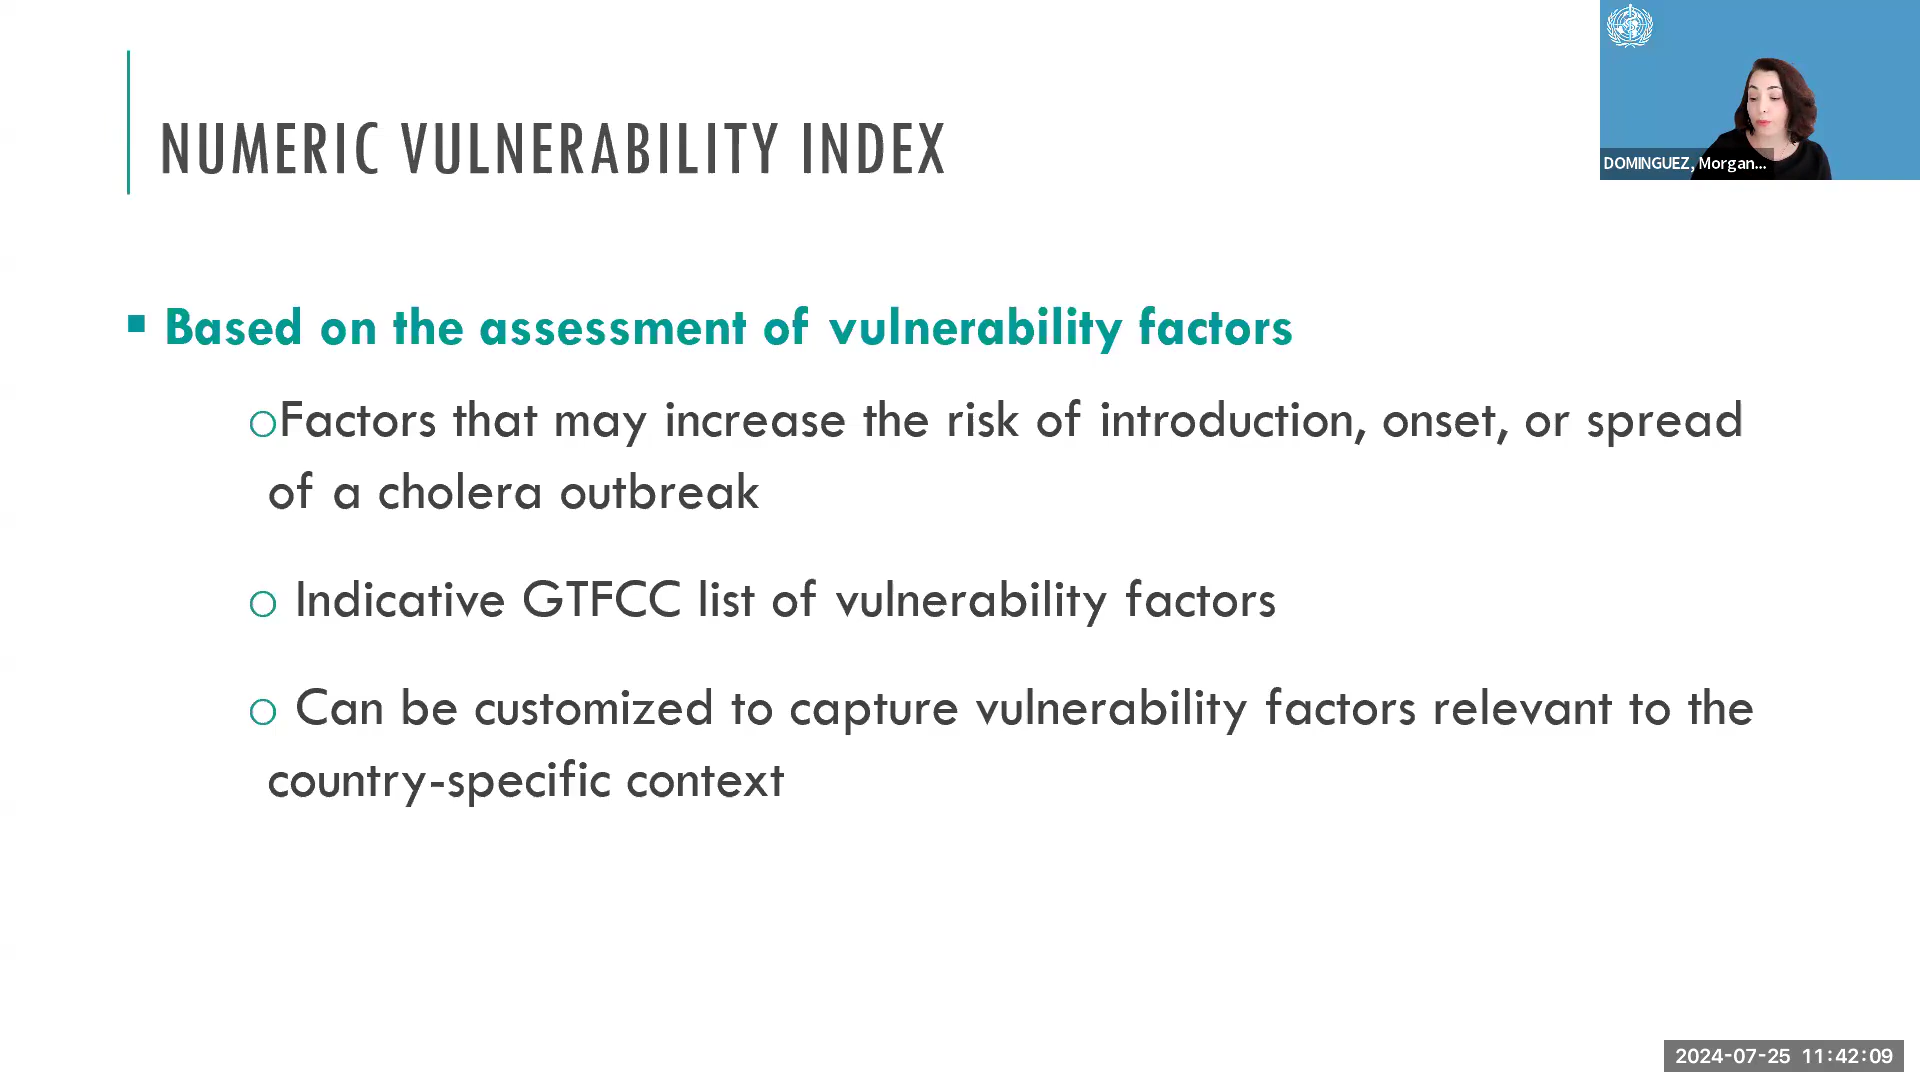 NUMERIC VULNERABILITY INDEX
DOMINGUEZ, Morgan...
▪ Based on the assessment of vulnerability factors
oFactors that may increase the risk of introduction, onset, or spread
of a cholera outbreak
o Indicative GTFCC list of vulnerability factors
o Can be customized to capture vulnerability factors relevant to the
country-specific context
2024-07-25 11:42:09